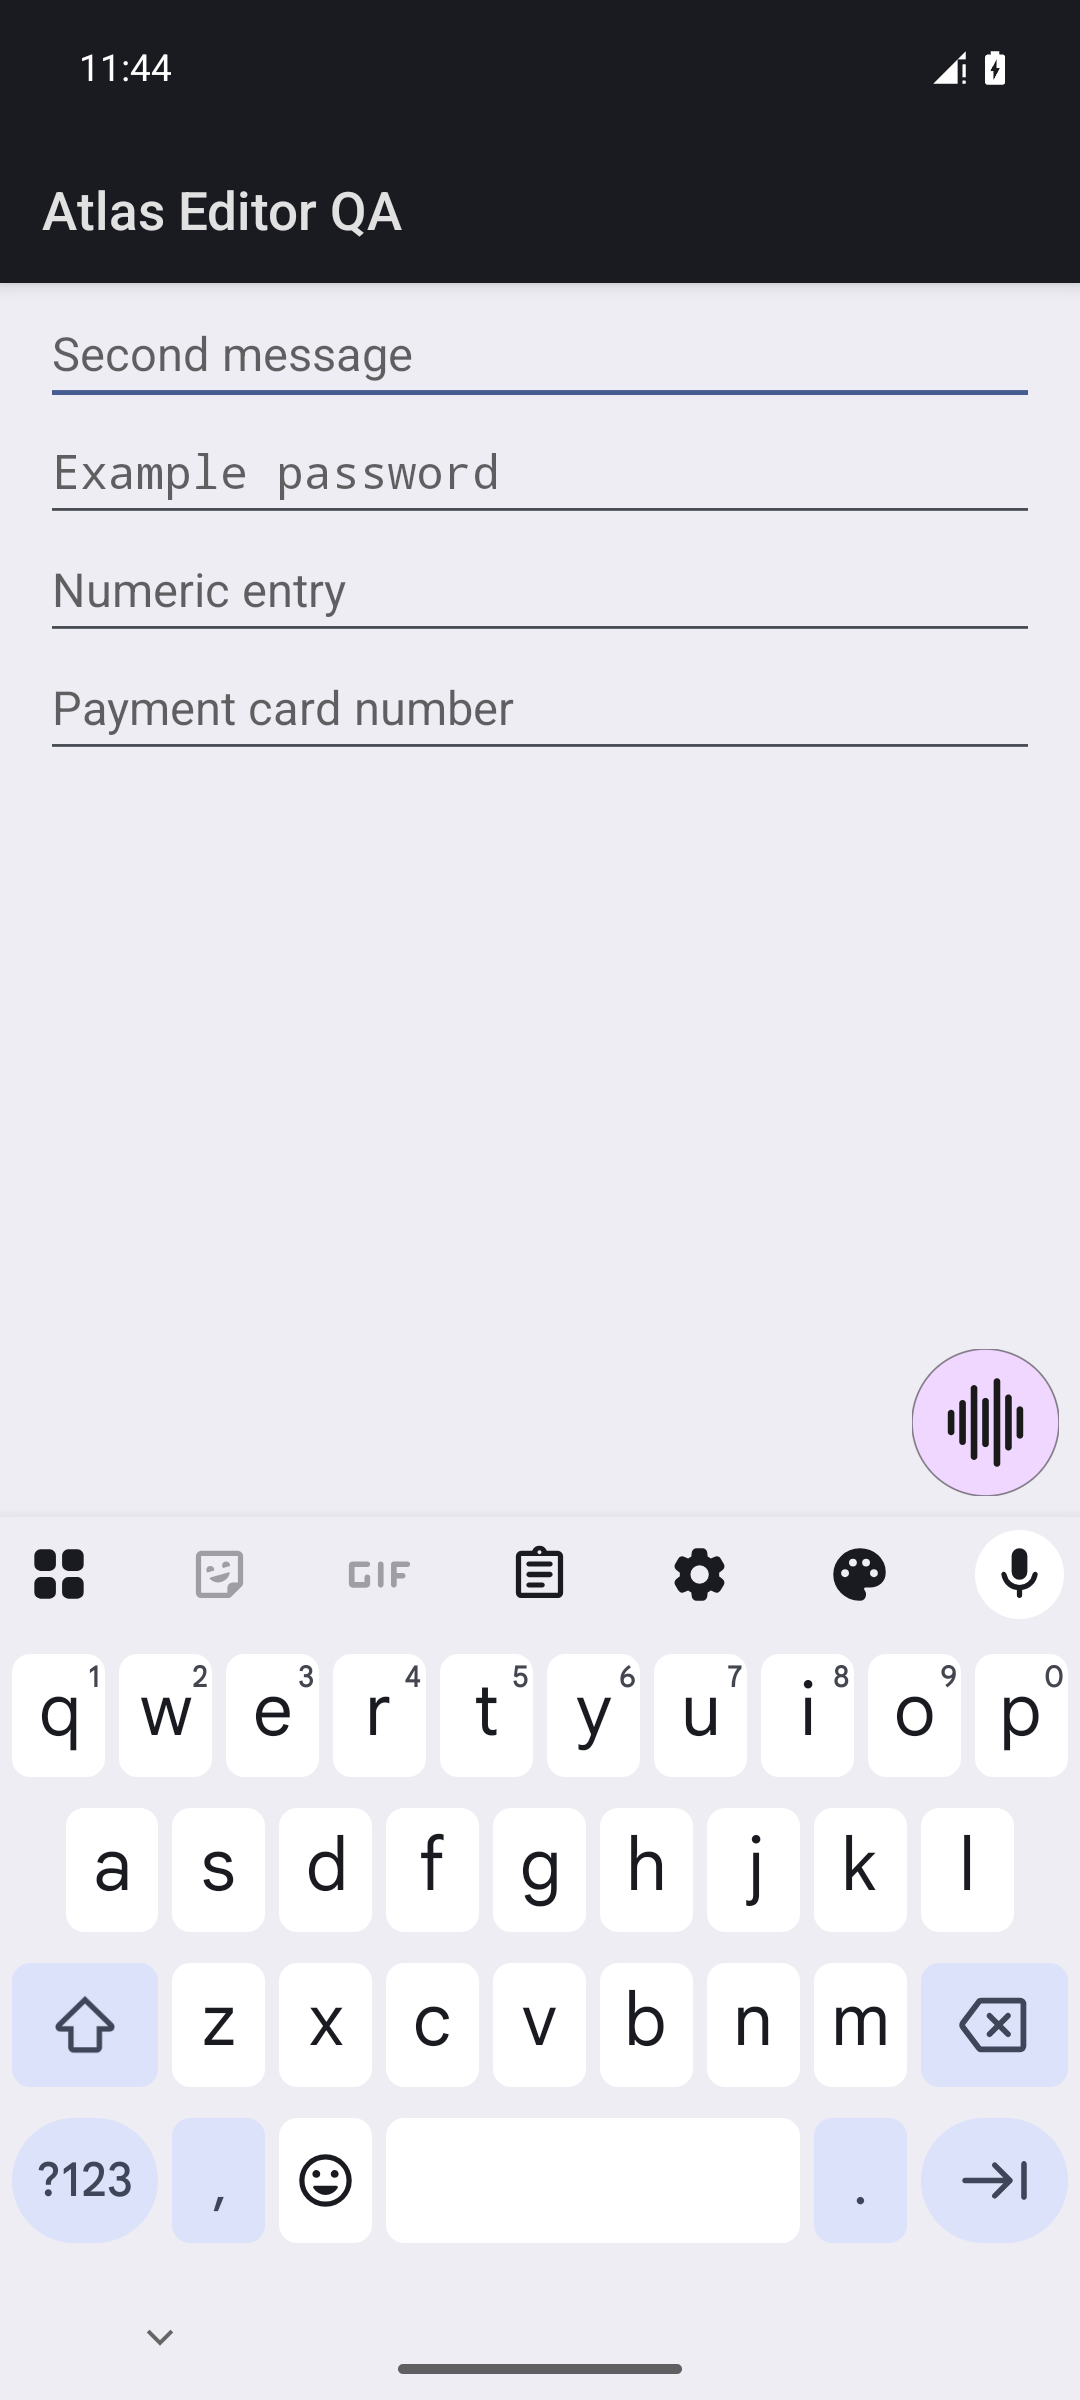 11:44
Atlas Editor QA
Second message
Example password
Numeric entry
Payment card number
GIF
q1 w2 e3 r4 t5 y6 u7 i8 o9 p0
a s d f g h j k l
z x c v b n m
?123 , .